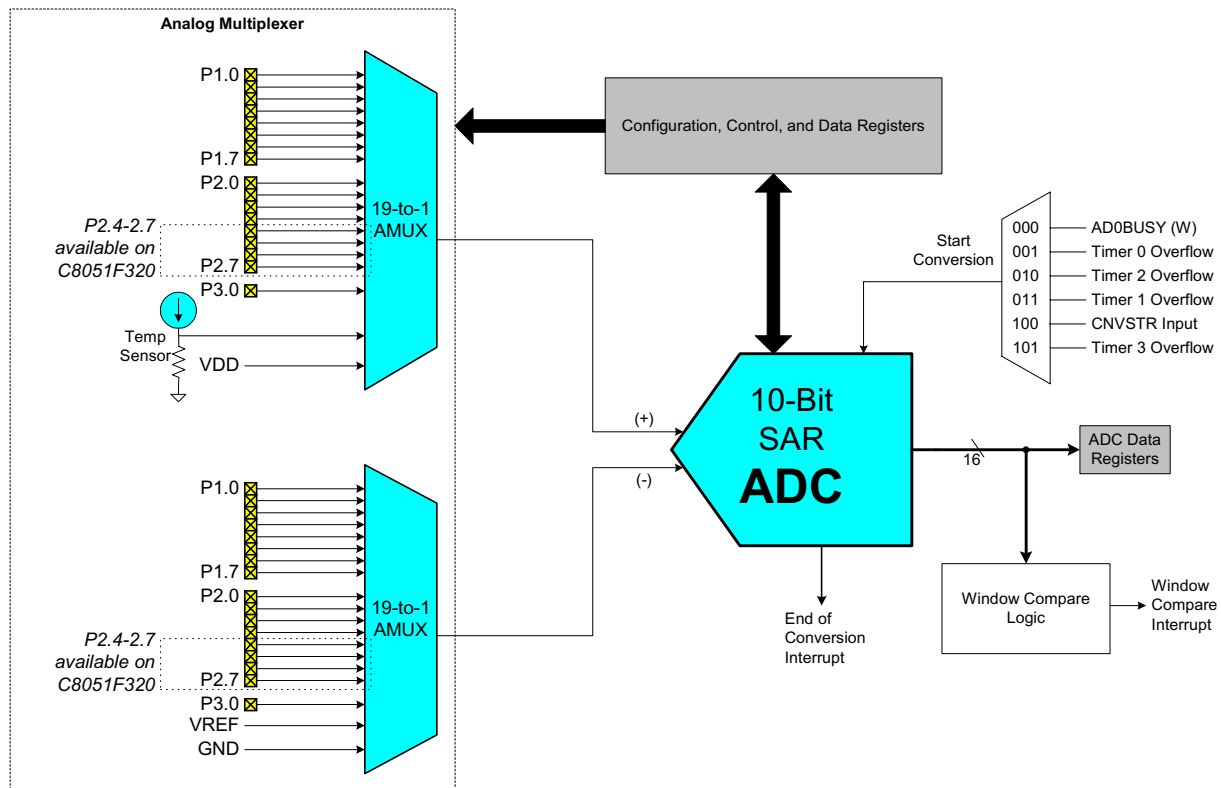 Analog Multiplexer
P1.0
P1.7
P2.0
P2.4-2.7
available on
C8051F320
P2.7
P3.0
Temp
Sensor
VDD
19-to-1
AMUX
Configuration, Control, and Data Registers
Start
Conversion
000
001
010
011
100
101
AD0BUSY (W)
Timer 0 Overflow
Timer 2 Overflow
Timer 1 Overflow
CNVSTR Input
Timer 3 Overflow
(+)
(-)
10-Bit
SAR
ADC
16
ADC Data
Registers
End of
Conversion
Interrupt
Window Compare
Logic
Window
Compare
Interrupt
P1.0
P1.7
P2.0
P2.4-2.7
available on
C8051F320
P2.7
P3.0
VREF
GND
19-to-1
AMUX